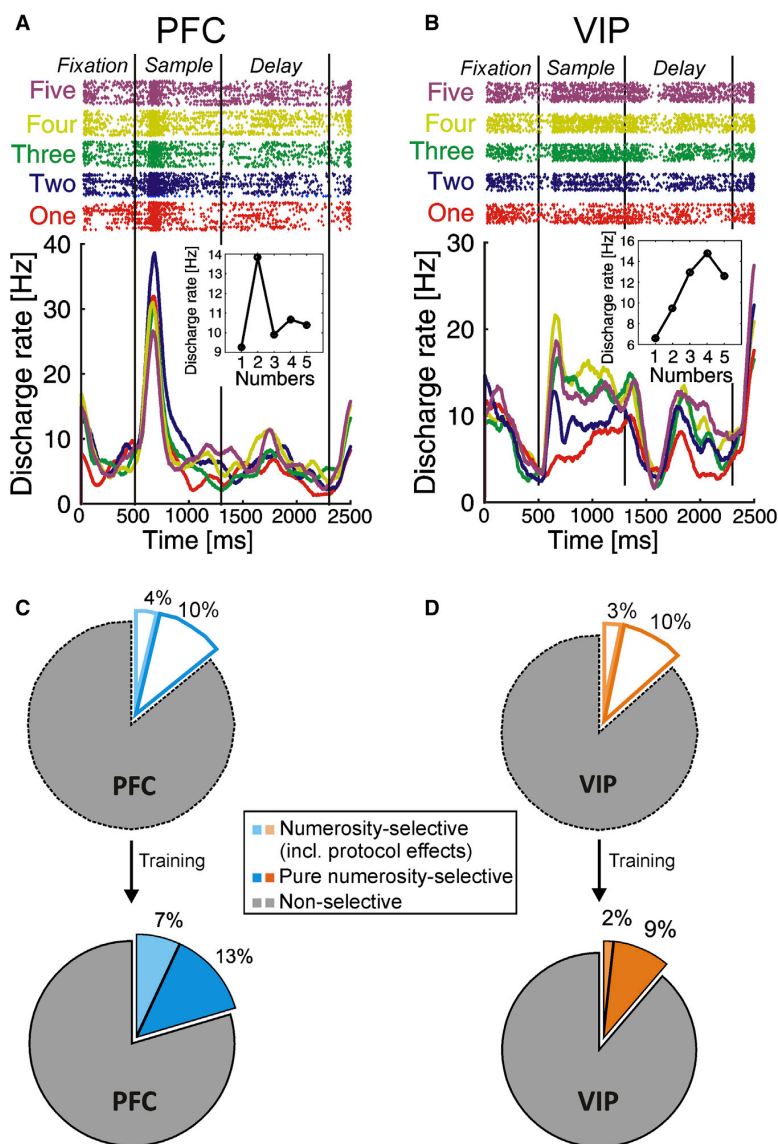 A
PFC
Fixation Sample Delay
Five
Four
Three
Two
One
40
30
20
10
0
Discharge rate [Hz]
14
13
12
11
10
9
Discharge rate [Hz]
1 2 3 4 5
Numbers
0 500 1000 1500 2000 2500
Time [ms]
B
VIP
Fixation Sample Delay
Five
Four
Three
Two
One
30
20
10
0
Discharge rate [Hz]
16
14
12
10
8
6
Discharge rate [Hz]
1 2 3 4 5
Numbers
0 500 1000 1500 2000 2500
Time [ms]
C
4%
10%
PFC
Training
7%
13%
PFC
D
3%
10%
VIP
Training
2%
9%
VIP
Numerosity-selective
(incl. protocol effects)
Pure numerosity-selective
Non-selective